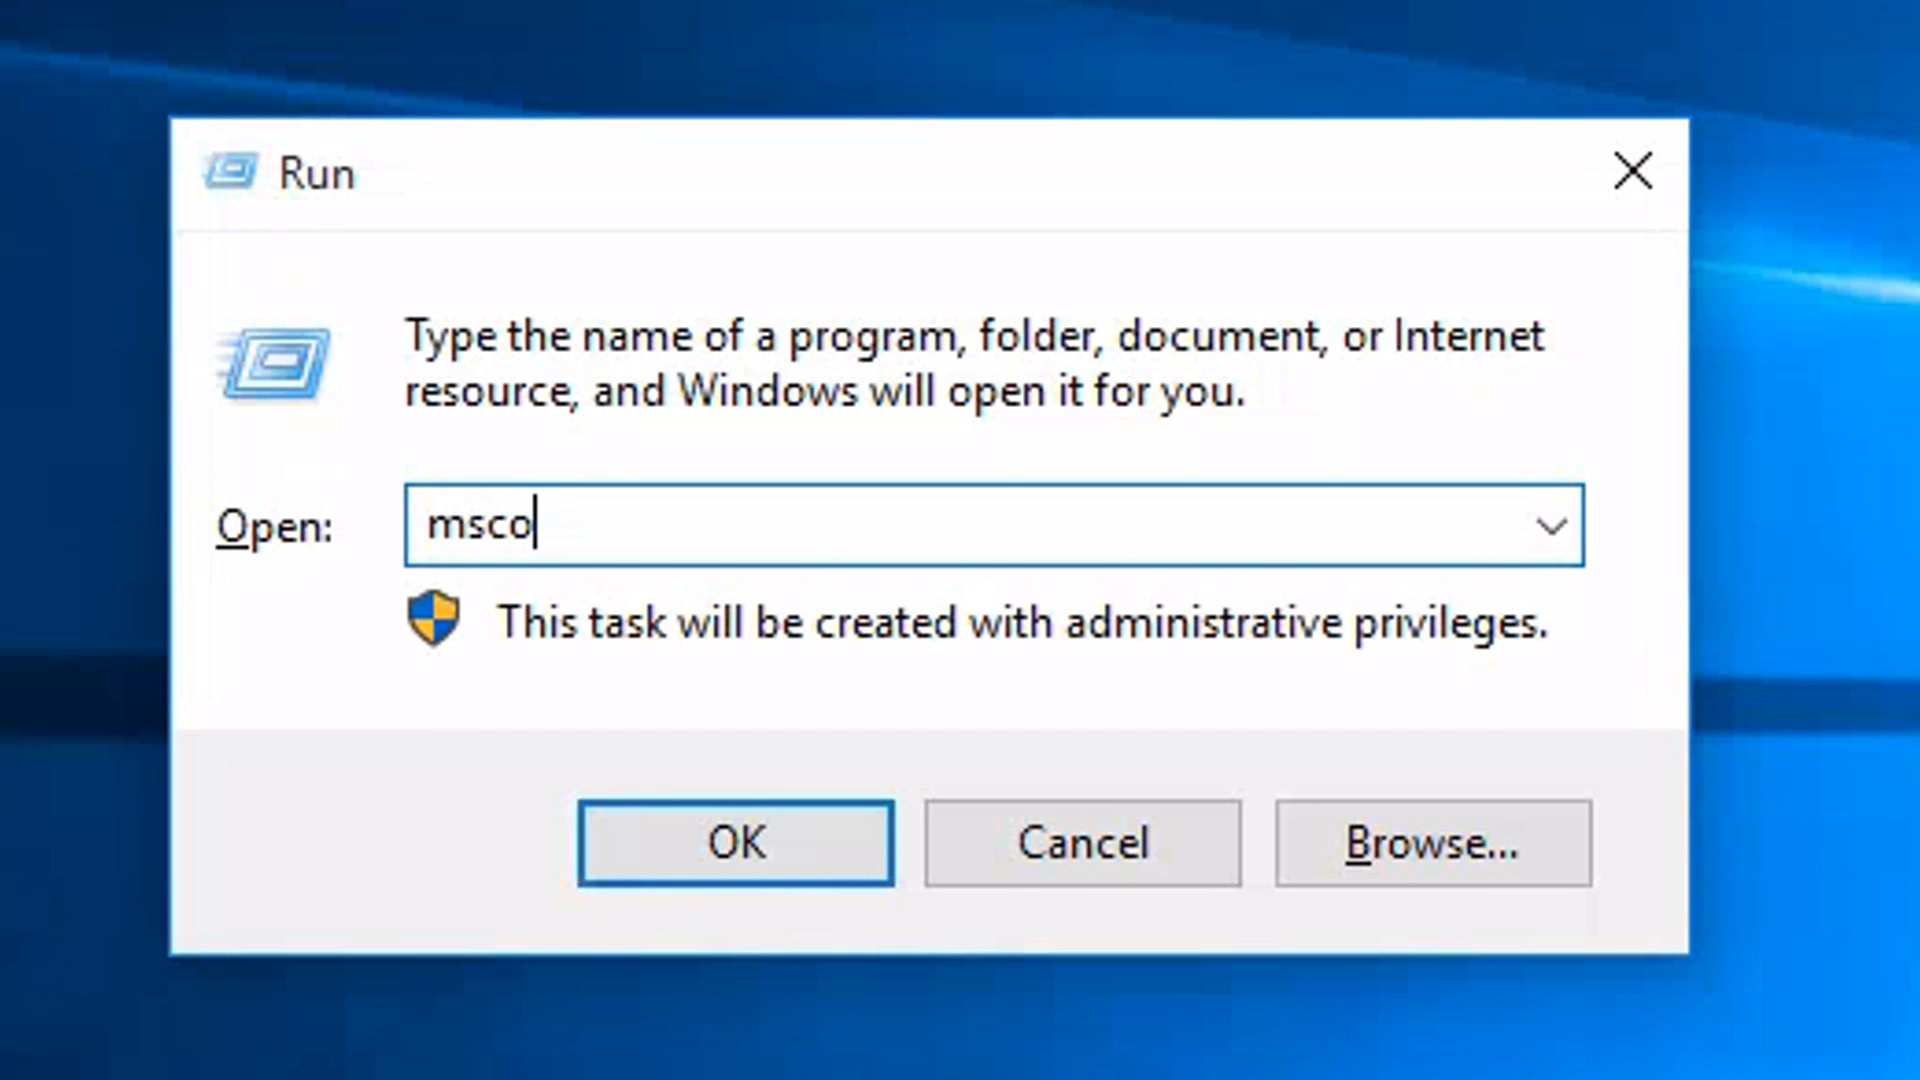 Run
Type the name of a program, folder, document, or Internet
resource, and Windows will open it for you.
Open:
msco
This task will be created with administrative privileges.
OK
Cancel
Browse...